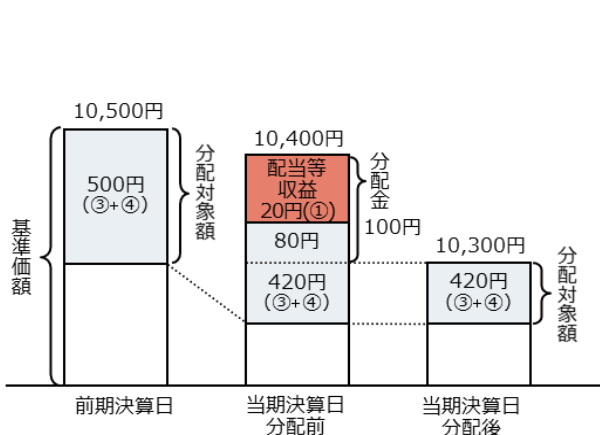 10,500円
500円
(③+④)
分配対象額
基準価額
前期決算日
10,400円
配当等
収益
20円(①)
80円
420円
(③+④)
分配金
100円
当期決算日
分配前
10,300円
420円
(③+④)
分配対象額
当期決算日
分配後